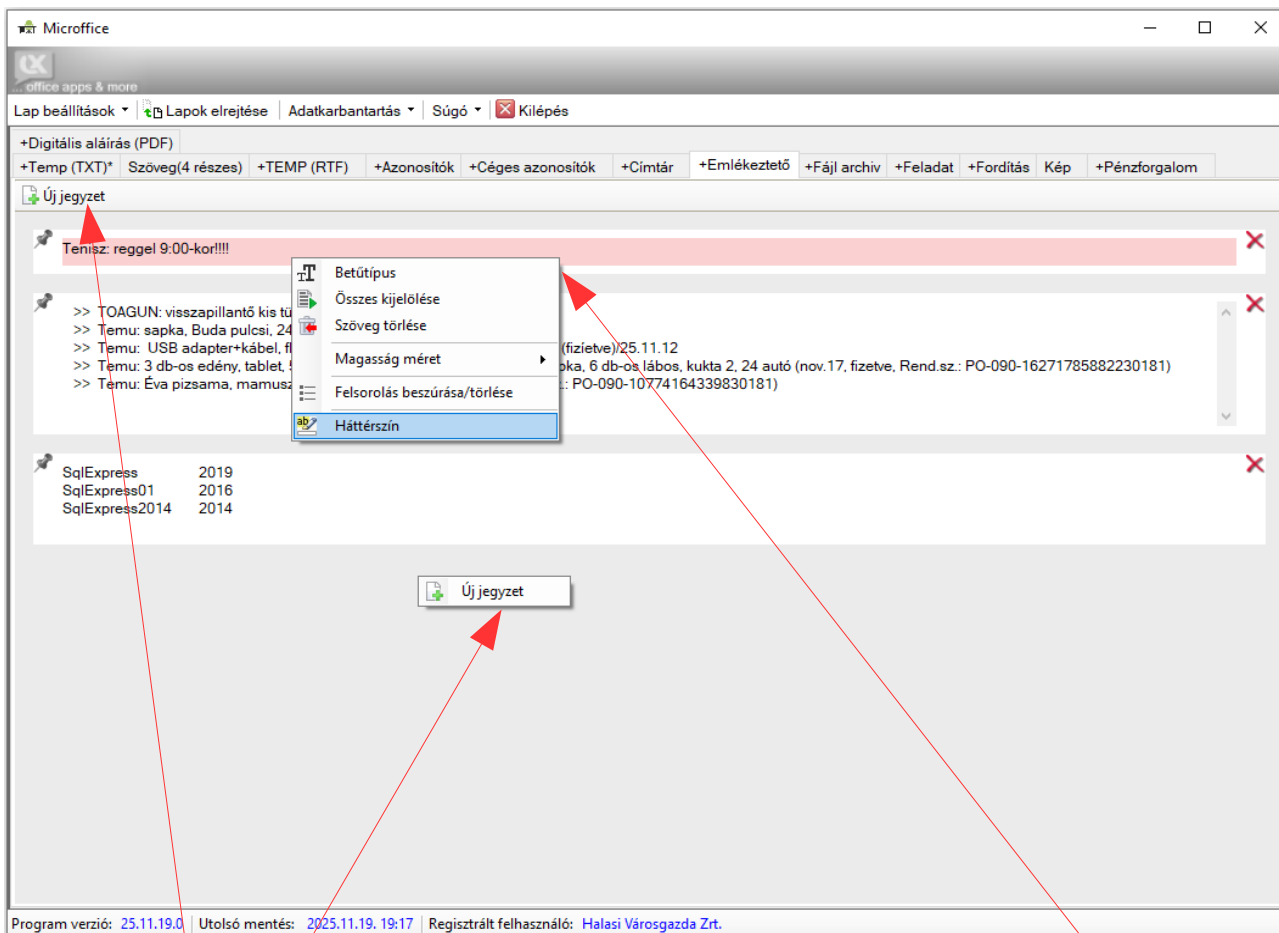 Microffice
... office apps & more
Lap beállítások Lapok elrejtése Adatkarbantartás Súgó Kilépés
+Digitális aláírás (PDF)
+Temp (TXT)* Szöveg(4 részes) +TEMP (RTF) +Azonosítók +Céges azonosítók +Címtár +Emlékeztető +Fájl archiv +Feladat +Fordítás Kép +Pénzforgalom
Új jegyzet
Tenisz: reggel 9:00-kor!!!!
Betűtípus
Összes kijelölése
Szöveg törlése
Magasság méret
Felsorolás beszúrása/törlése
Háttérszín
>> TOAGUN: visszapillantó kis
>> Temu: sapka, Buda pulcsi,
>> Temu: USB adapter+kábel, (fizietve)/25.11.12
>> Temu: 3 db-os edény, tablet, 6 db-os lábos, kukta 2, 24 autó (nov.17, fizetve, Rend.sz.: PO-090-16271785882230181)
>> Temu: Éva pizsama, PO-090-10774164339830181)
SqlExpress 2019
SqlExpress01 2016
SqlExpress2014 2014
Új jegyzet
Program verzió: 25.11.19.0 Utolsó mentés: 2025.11.19. 19:17 Regisztrált felhasználó: Halasi Városgazda Zrt.